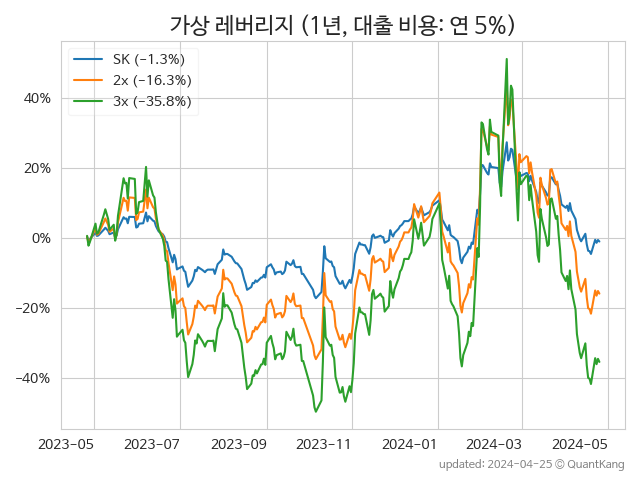 가상 레버리지 (1년, 대출 비용: 연 5%)
SK (−1.3%)
2x (−16.3%)
3x (−35.8%)
40%
20%
0%
−20%
−40%
2023-05 2023-07 2023-09 2023-11 2024-01 2024-03 2024-05
updated: 2024-04-25 © QuantKang